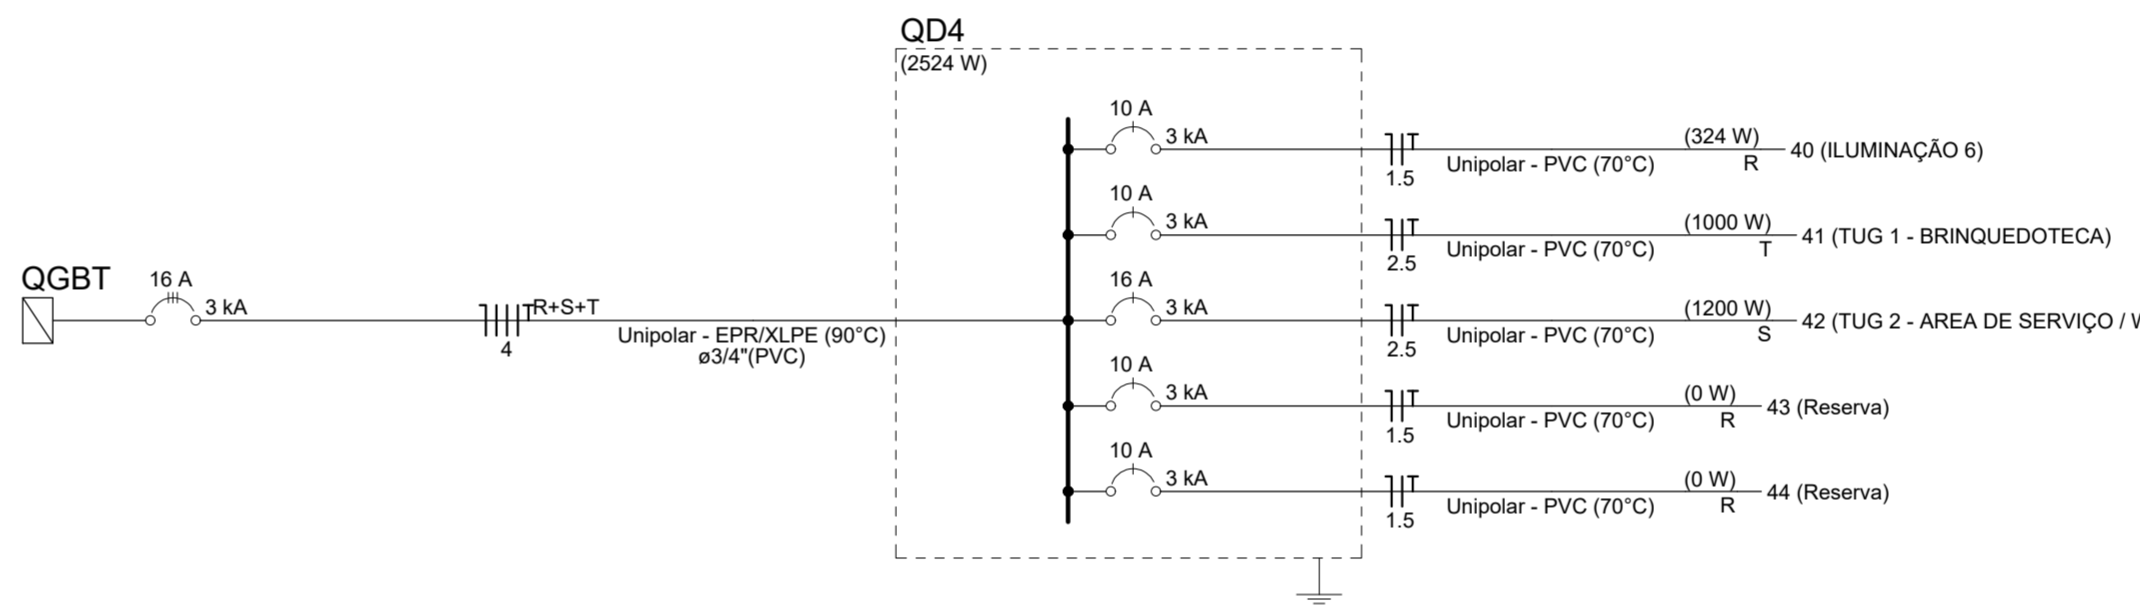 QD4
(2524 W)
10 A
3 kA
1.5
Unipolar - PVC (70°C)
(324 W)
R
40 (ILUMINAÇÃO 6)
10 A
3 kA
2.5
Unipolar - PVC (70°C)
(1000 W)
T
41 (TUG 1 - BRINQUEDOTECA)
QGBT
16 A
3 kA
4
R+S+T
Unipolar - EPR/XLPE (90°C)
ø3/4"(PVC)
16 A
3 kA
2.5
Unipolar - PVC (70°C)
(1200 W)
S
42 (TUG 2 - AREA DE SERVIÇO /
10 A
3 kA
1.5
Unipolar - PVC (70°C)
(0 W)
R
43 (Reserva)
10 A
3 kA
1.5
Unipolar - PVC (70°C)
(0 W)
R
44 (Reserva)